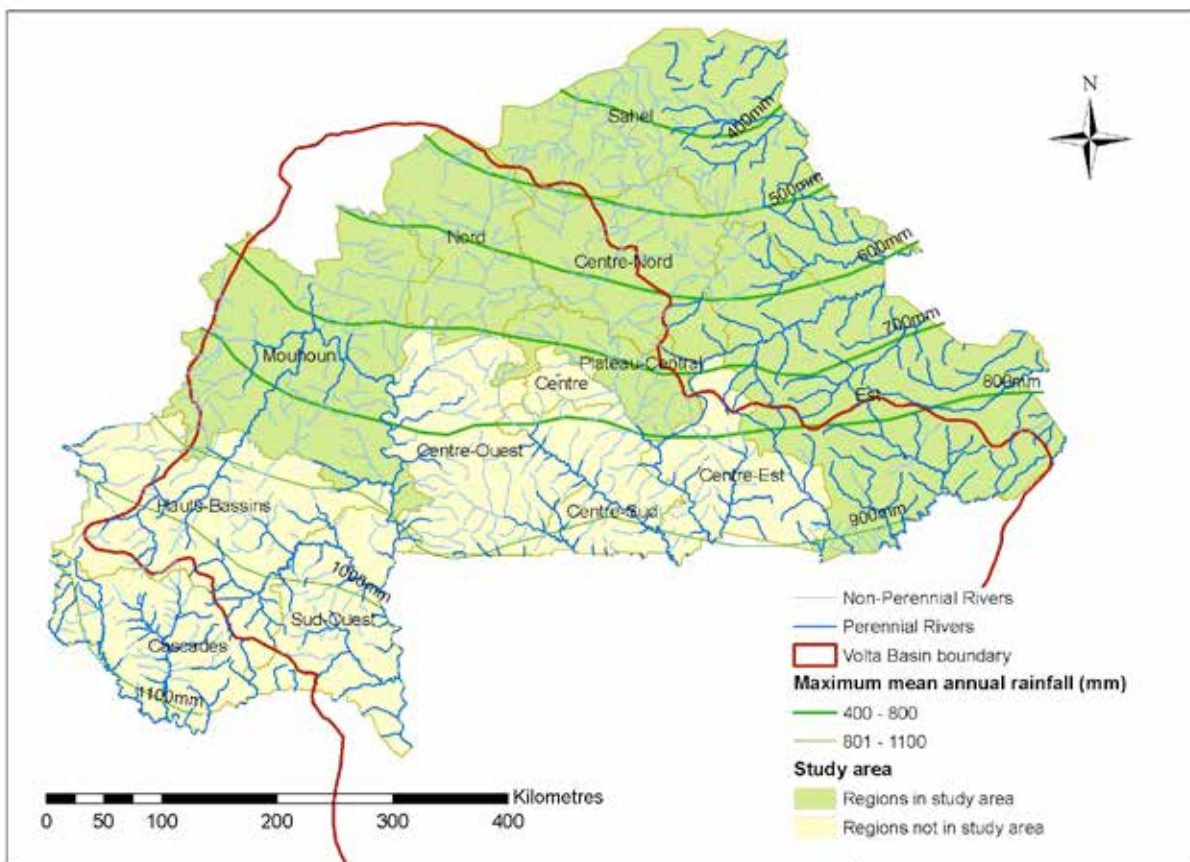 N
Sahel
400mm
500mm
Nord
Centre-Nord
600mm
700mm
Mouhoun
Plateau-Central
Centre
Est
800mm
Centre-Ouest
Centre-Est
Hauts-Bassins
Centre-Sud
900mm
1000mm
Sud-Ouest
Cascades
1100mm
Non-Perennial Rivers
Perennial Rivers
Volta Basin boundary
Maximum mean annual rainfall (mm)
400 - 800
801 - 1100
Study area
Regions in study area
Regions not in study area
Kilometres
0 50 100 200 300 400